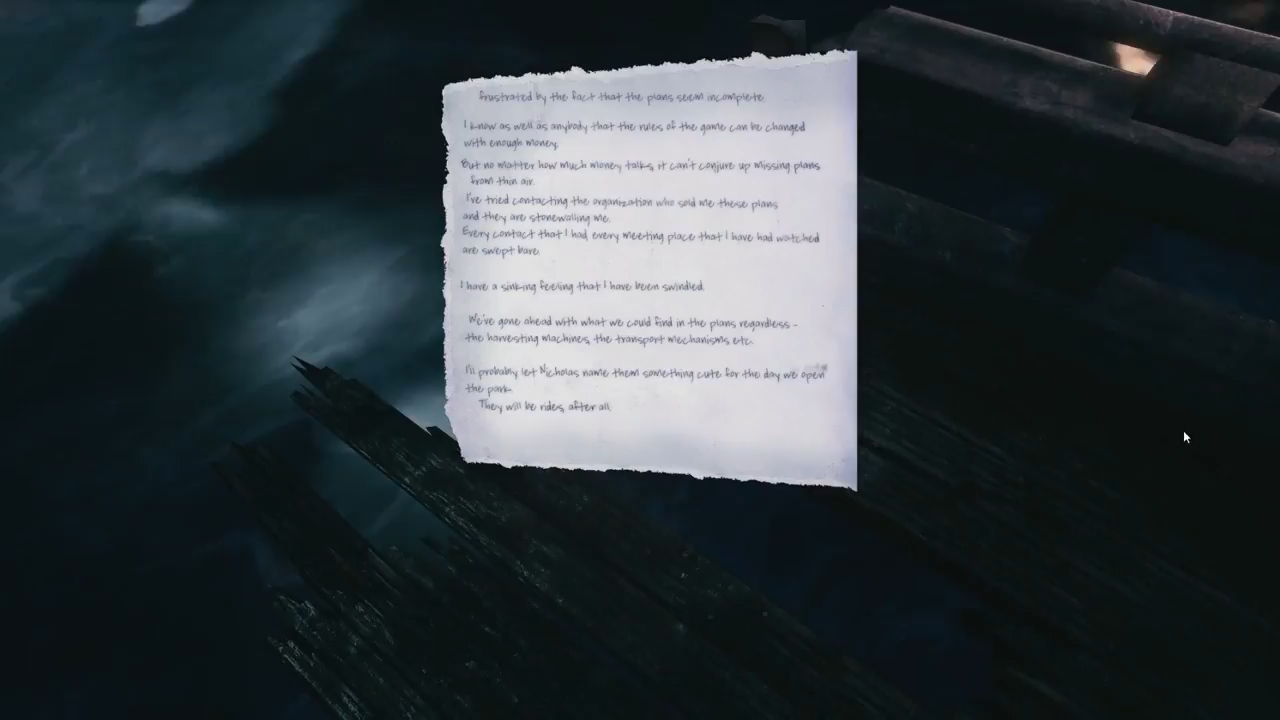 frustrated by the fact that the plans seem incomplete.
I know as well as anybody that the rules of the game can be changed
with enough money.
But no matter how much money talks, it can't conjure up missing plans
from thin air.
I've tried contacting the organization who sold me these plans
and they are stonewalling me.
Every contact that I had, every meeting place that I have had watched
are swept bare.
I have a sinking feeling that I have been swindled.
We've gone ahead with what we could find in the plans regardless -
the harvesting machines, the transport mechanisms etc.
I'll probably let Nicholas name them something cute for the day we open
the park.
They will be rides, after all.